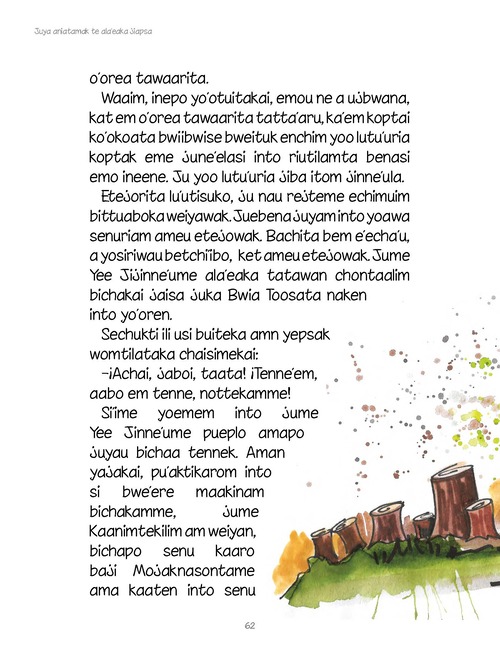 Juya aniatamak te ala'eaka jiapsa
o'orea tawaarita.
Waaim, inepo yo'otuitakai, emou ne a ujbwana,
kat em o'orea tawaarita tatta'aru, ka'em koptai
ko'okoata bwiibwise bweituk enchim yoo lutu'uria
koptak eme june'elasi into riutilamta benasi
emo ineene. Ju yoo lutu'uria jiba itom jinne'ula.
Etejorita lu'utisuko, ju nau rejteme echimuim
bittuaboka weiyawak. Juebena juyam into yoawa
senuriam ameu etejowak. Bachita bem e'echa'u,
a yosiriwau betchi'ibo, ket ameu etejowak. Jume
Yee Jijinne'ume ala'eaka tatawan chontaalim
bichakai jaisa juka Bwia Toosata naken
into yo'oren.
Sechukti ili usi buiteka amn yepsak
womtilataka chaisimekai:
–¡Achai, jaboi, taata! ¡Tenne'em,
aabo em tenne, nottekamme!
Si'ime yoemem into jume
Yee Jinne'ume pueplo amapo
juyau bichaa tennek. Aman
yajakai, pu'aktikarom into
si bwe'ere maakinam
bichakamme, jume
Kaanimtekilim am weiyan,
bichapo senu kaaro
baji Mojaknasontame
ama kaaten into senu
62